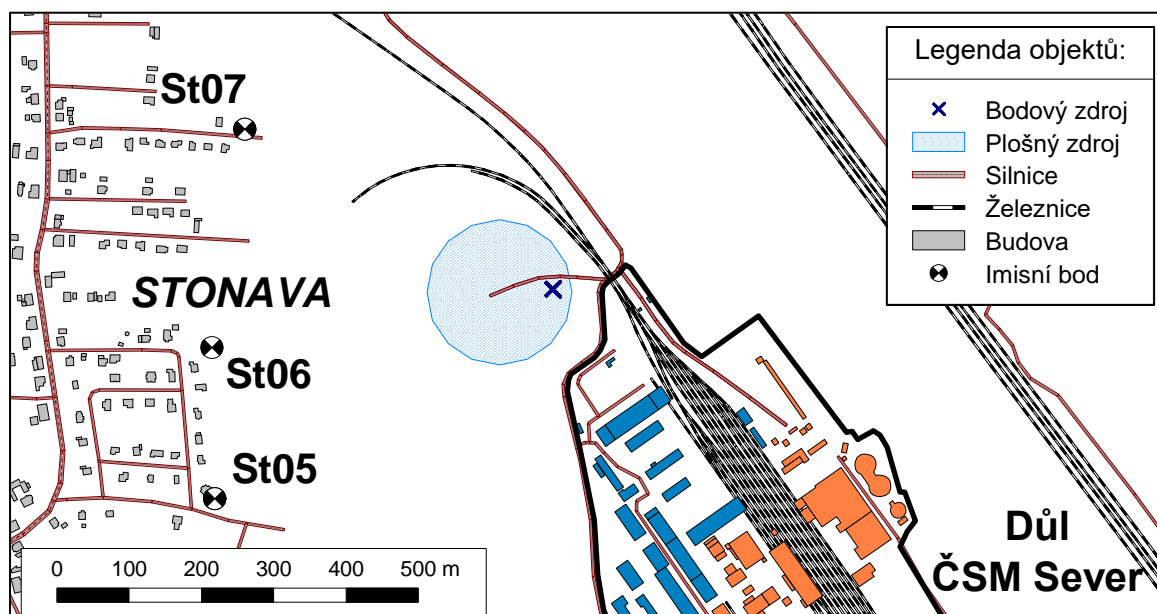 St07
Legenda objektů:
Bodový zdroj
Plošný zdroj
Silnice
Železnice
Budova
Imisní bod
STONAVA
St06
St05
Důl
ČSM Sever
0 100 200 300 400 500 m